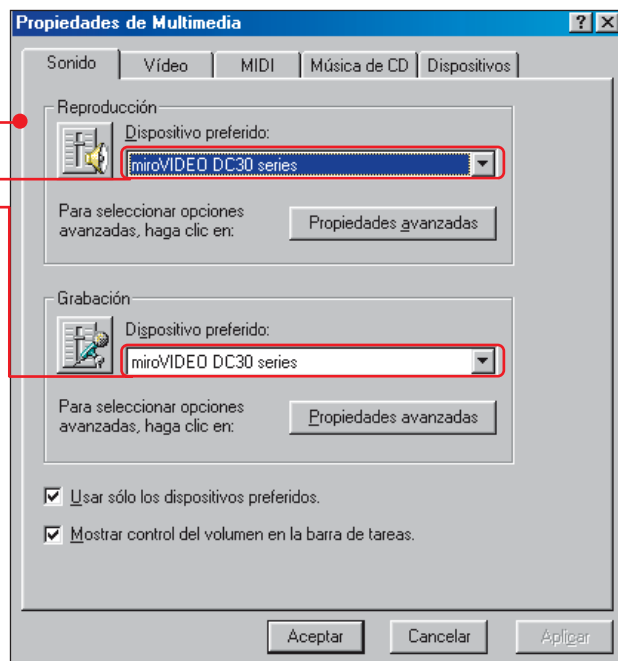 Propiedades de Multimedia
Sonido
Vídeo
MIDI
Música de CD
Dispositivos
Reproducción
Dispositivo preferido:
miroVIDEO DC30 series
Para seleccionar opciones
avanzadas, haga clic en:
Propiedades avanzadas
Grabación
Dispositivo preferido:
miroVIDEO DC30 series
Para seleccionar opciones
avanzadas, haga clic en:
Propiedades avanzadas
Usar sólo los dispositivos preferidos.
Mostrar control del volumen en la barra de tareas.
Aceptar
Cancelar
Aplicar